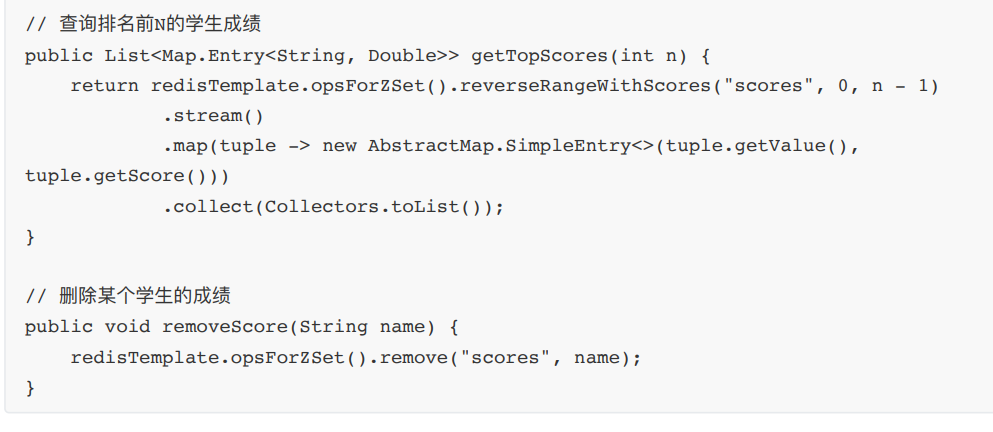 // 查询排名前N的学生成绩
public List<Map.Entry<String, Double>> getTopScores(int n) {
    return redisTemplate.opsForZSet().reverseRangeWithScores("scores", 0, n - 1)
            .stream()
            .map(tuple -> new AbstractMap.SimpleEntry<>(tuple.getValue(),
tuple.getScore()))
            .collect(Collectors.toList());
}

// 删除某个学生的成绩
public void removeScore(String name) {
    redisTemplate.opsForZSet().remove("scores", name);
}